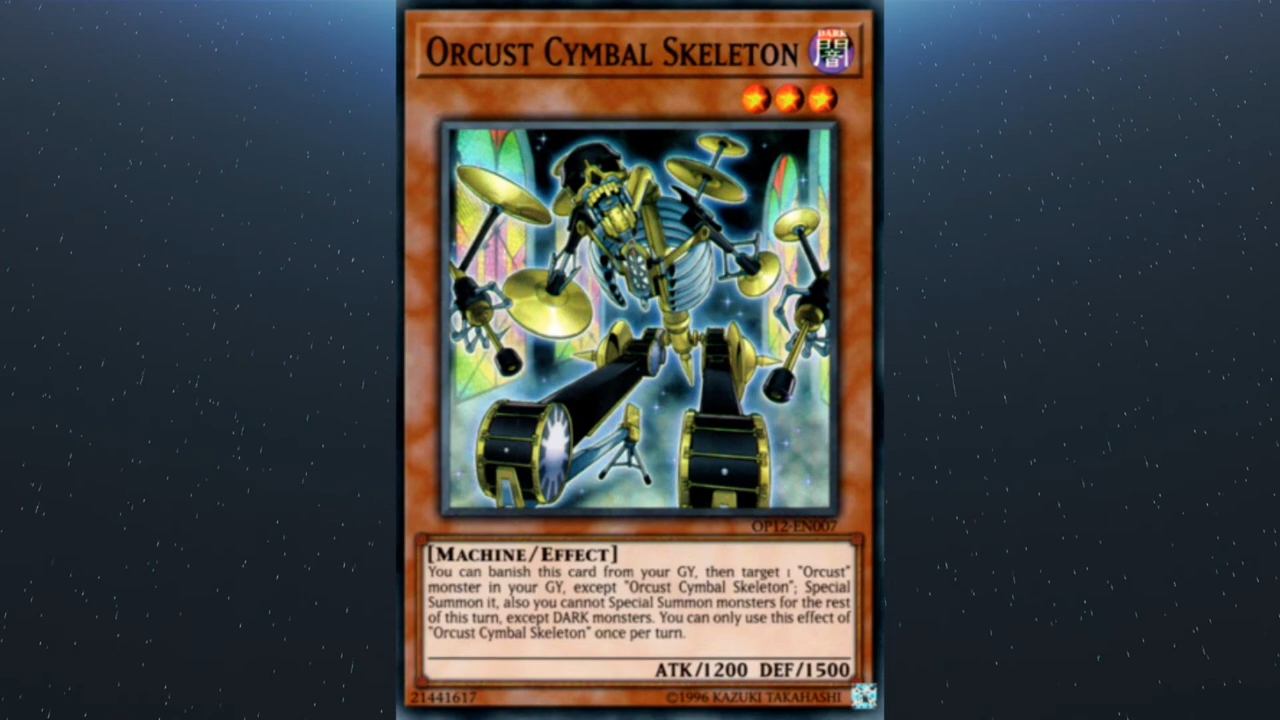 ORCUST CYMBAL SKELETON
DARK
闇
OP12-EN007
[MACHINE/EFFECT]
You can banish this card from your GY, then target 1 "Orcust"
monster in your GY, except "Orcust Cymbal Skeleton"; Special
Summon it, also you cannot Special Summon monsters for the rest
of this turn, except DARK monsters. You can only use this effect of
"Orcust Cymbal Skeleton" once per turn.
ATK/1200 DEF/1500
21441617
©1996 KAZUKI TAKAHASHI